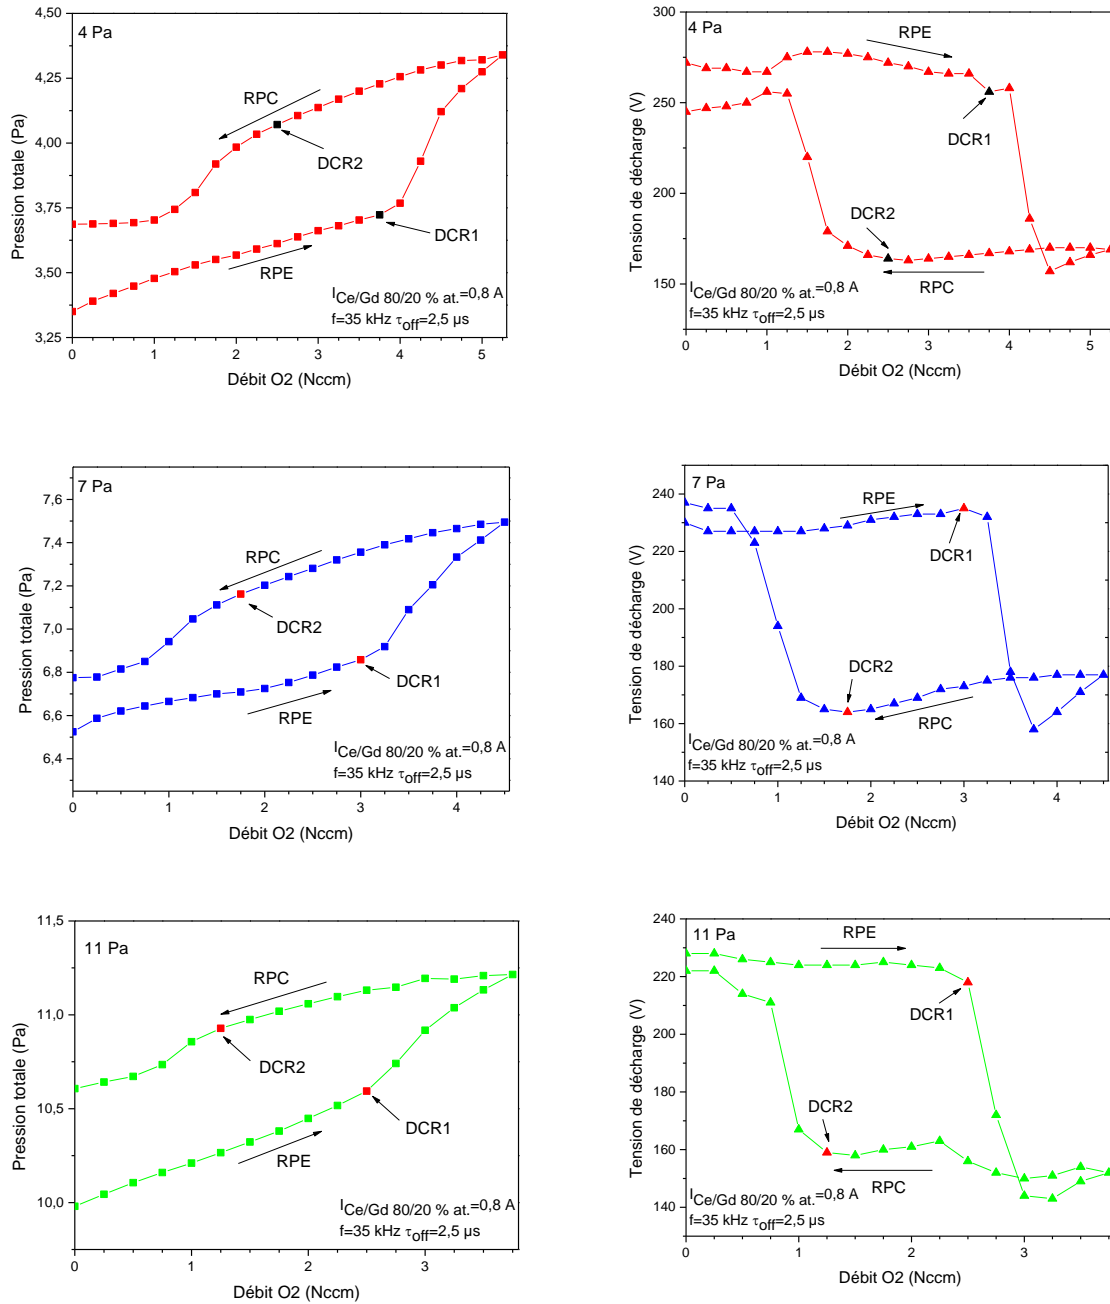 4 Pa
4,50
4,25
4,00
3,75
3,50
3,25
Pression totale (Pa)
RPC
DCR2
DCR1
RPE
I Ce/Gd 80/20 % at.=0,8 A
f=35 kHz τoff=2,5 µs
0 1 2 3 4 5
Débit O2 (Nccm)
4 Pa
300
250
200
150
Tension de décharge (V)
RPE
DCR1
DCR2
RPC
I Ce/Gd 80/20 % at.=0,8 A
f=35 kHz τoff=2,5 µs
0 1 2 3 4 5
Débit O2 (Nccm)
7 Pa
7,6
7,4
7,2
7,0
6,8
6,6
6,4
Pression totale (Pa)
RPC
DCR2
DCR1
RPE
I Ce/Gd 80/20 % at.=0,8 A
f=35 kHz τoff=2,5 µs
0 1 2 3 4
Débit O2 (Nccm)
7 Pa
240
220
200
180
160
140
Tension de décharge (V)
RPE
DCR1
DCR2
RPC
I Ce/Gd 80/20 % at.=0,8 A
f=35 kHz τoff=2,5 µs
0 1 2 3 4
Débit O2 (Nccm)
11 Pa
11,5
11,0
10,5
10,0
Pression totale (Pa)
RPC
DCR2
DCR1
RPE
I Ce/Gd 80/20 % at.=0,8 A
f=35 kHz τoff=2,5 µs
0 1 2 3
Débit O2 (Nccm)
11 Pa
240
220
200
180
160
140
Tension de décharge (V)
RPE
DCR1
DCR2
RPC
I Ce/Gd 80/20 % at.=0,8 A
f=35 kHz τoff=2,5 µs
0 1 2 3
Débit O2 (Nccm)